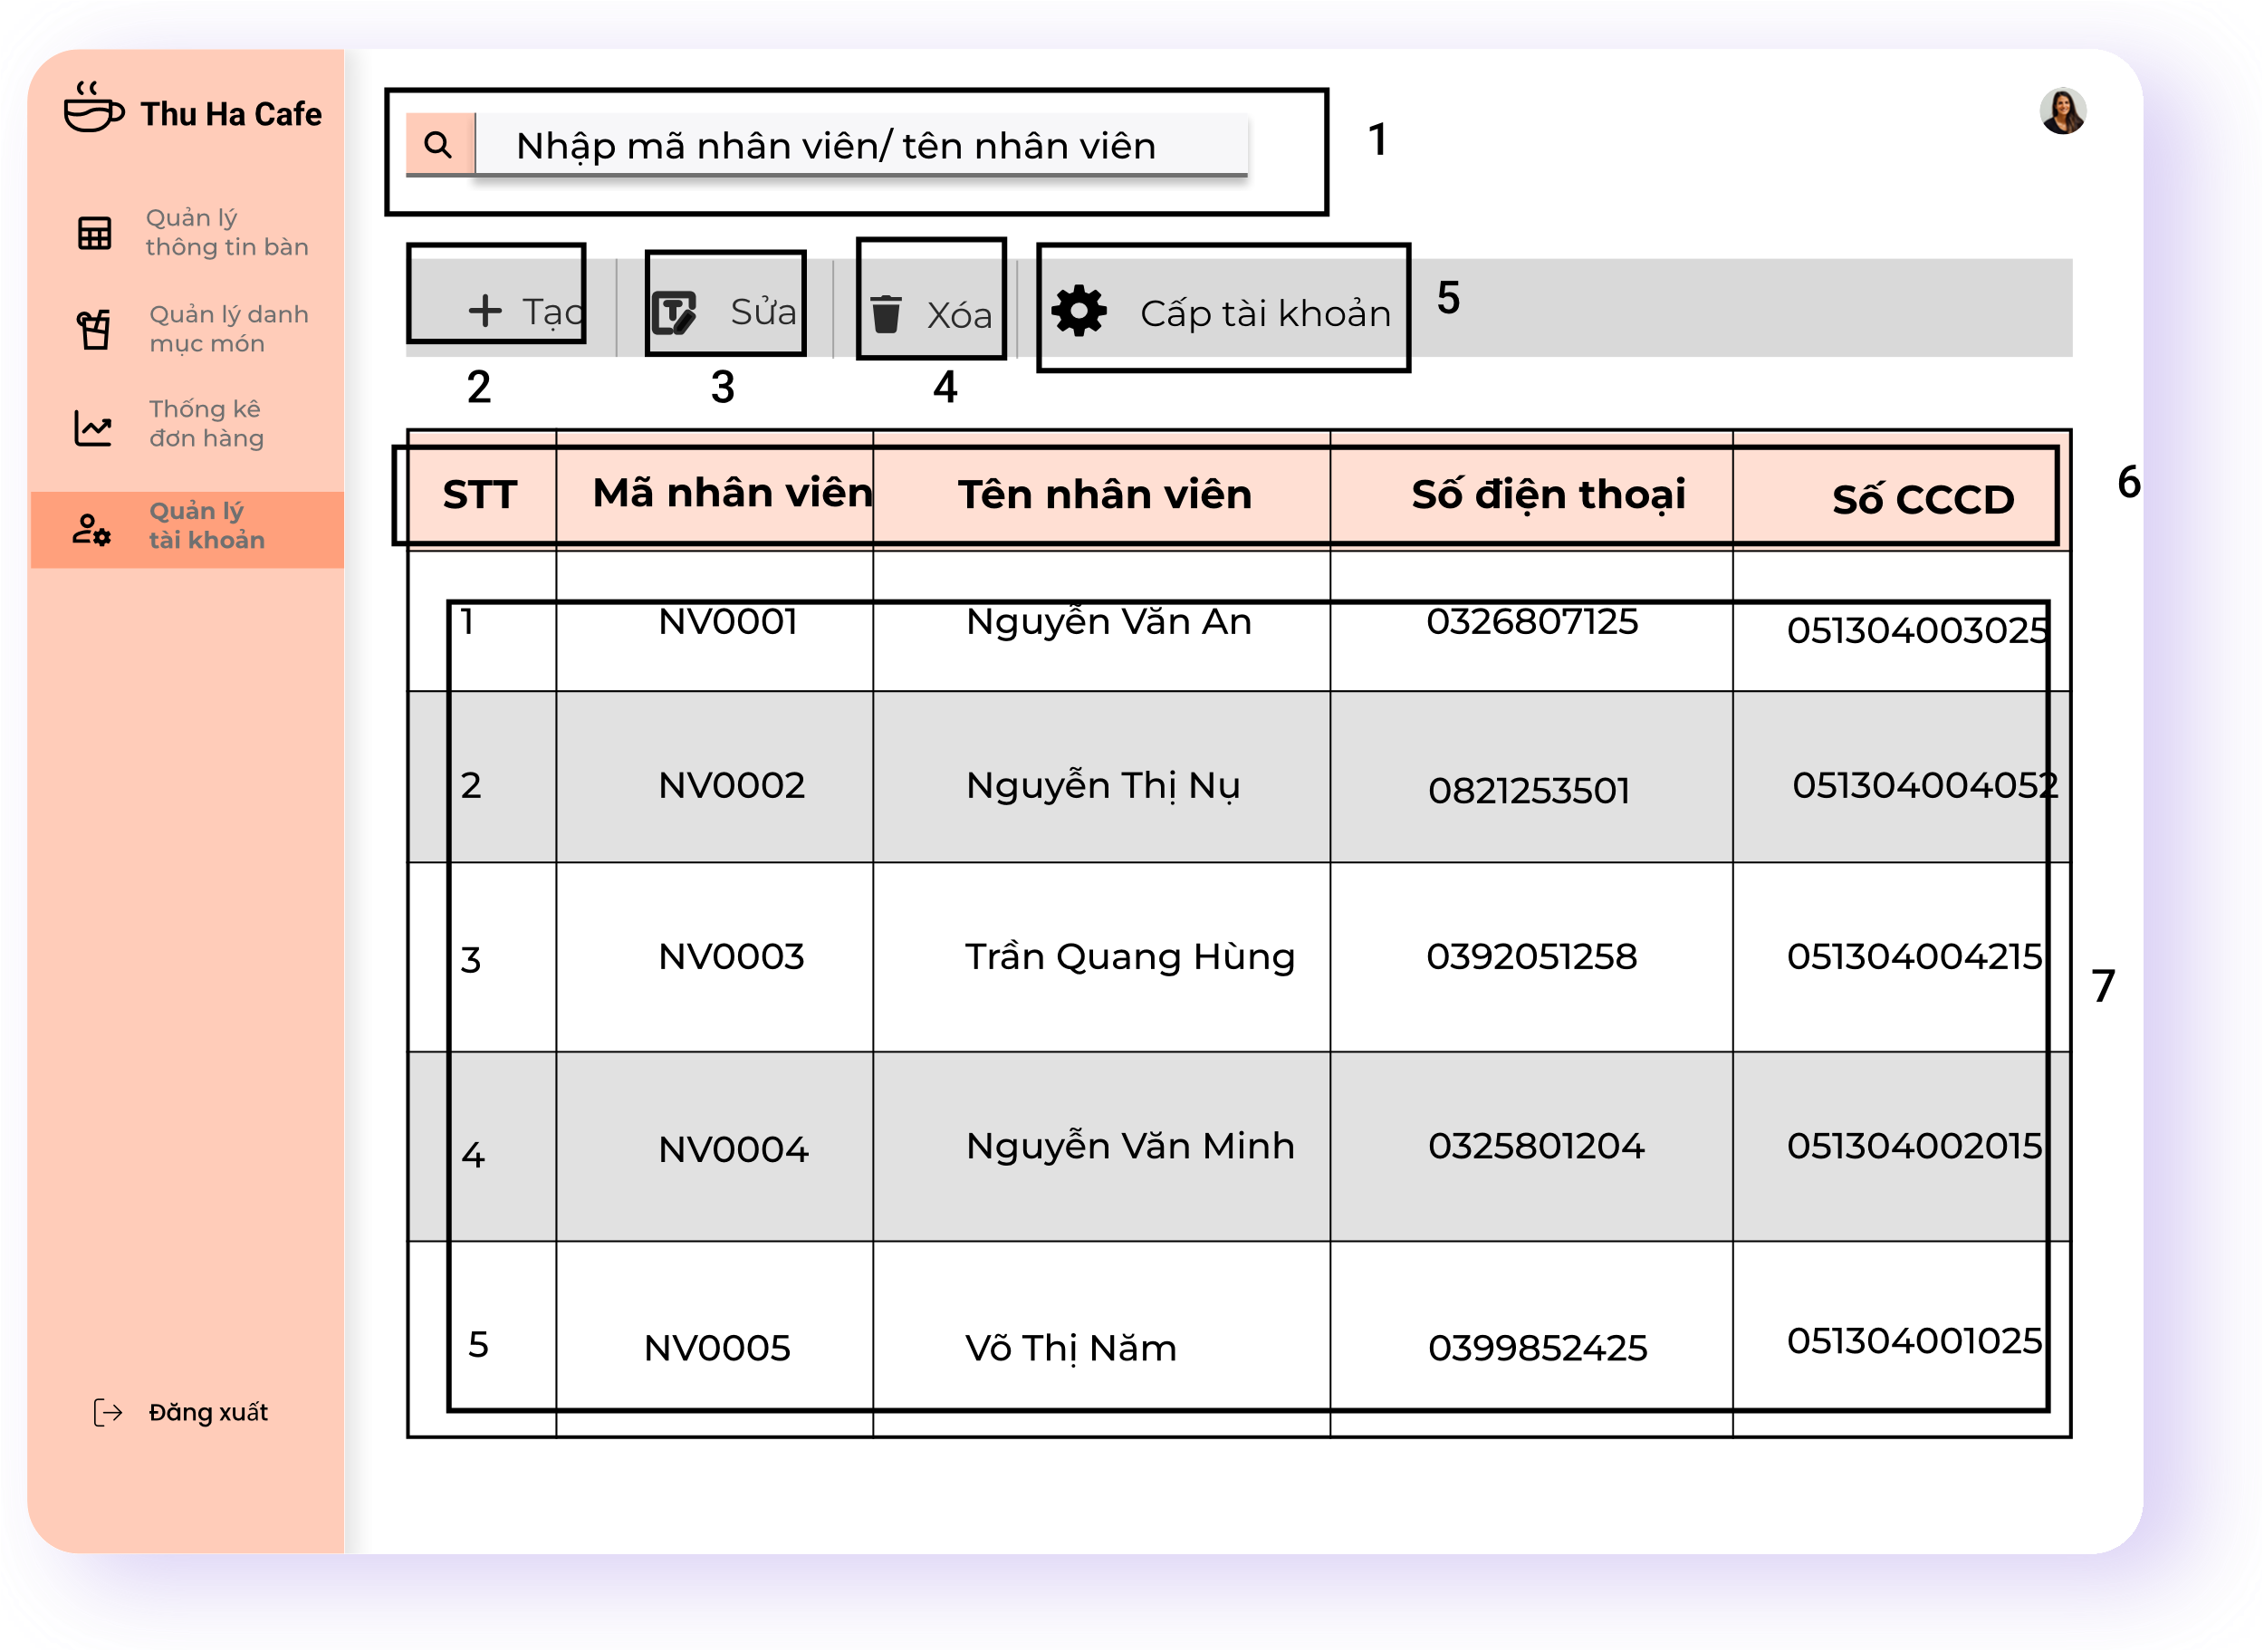 Thu Ha Cafe
Quản lý
thông tin bàn
Quản lý danh
mục món
Thống kê
đơn hàng
Quản lý
tài khoản
Đăng xuất
Nhập mã nhân viên/ tên nhân viên
1
Tạo
Sửa
Xóa
Cấp tài khoản
5
2
3
4
STT Mã nhân viên Tên nhân viên Số điện thoại Số CCCD
6
1 NV0001 Nguyễn Văn An 0326807125 051304003025
2 NV0002 Nguyễn Thị Nụ 0821253501 051304004052
3 NV0003 Trần Quang Hùng 0392051258 051304004215
7
4 NV0004 Nguyễn Văn Minh 0325801204 051304002015
5 NV0005 Võ Thị Năm 0399852425 051304001025